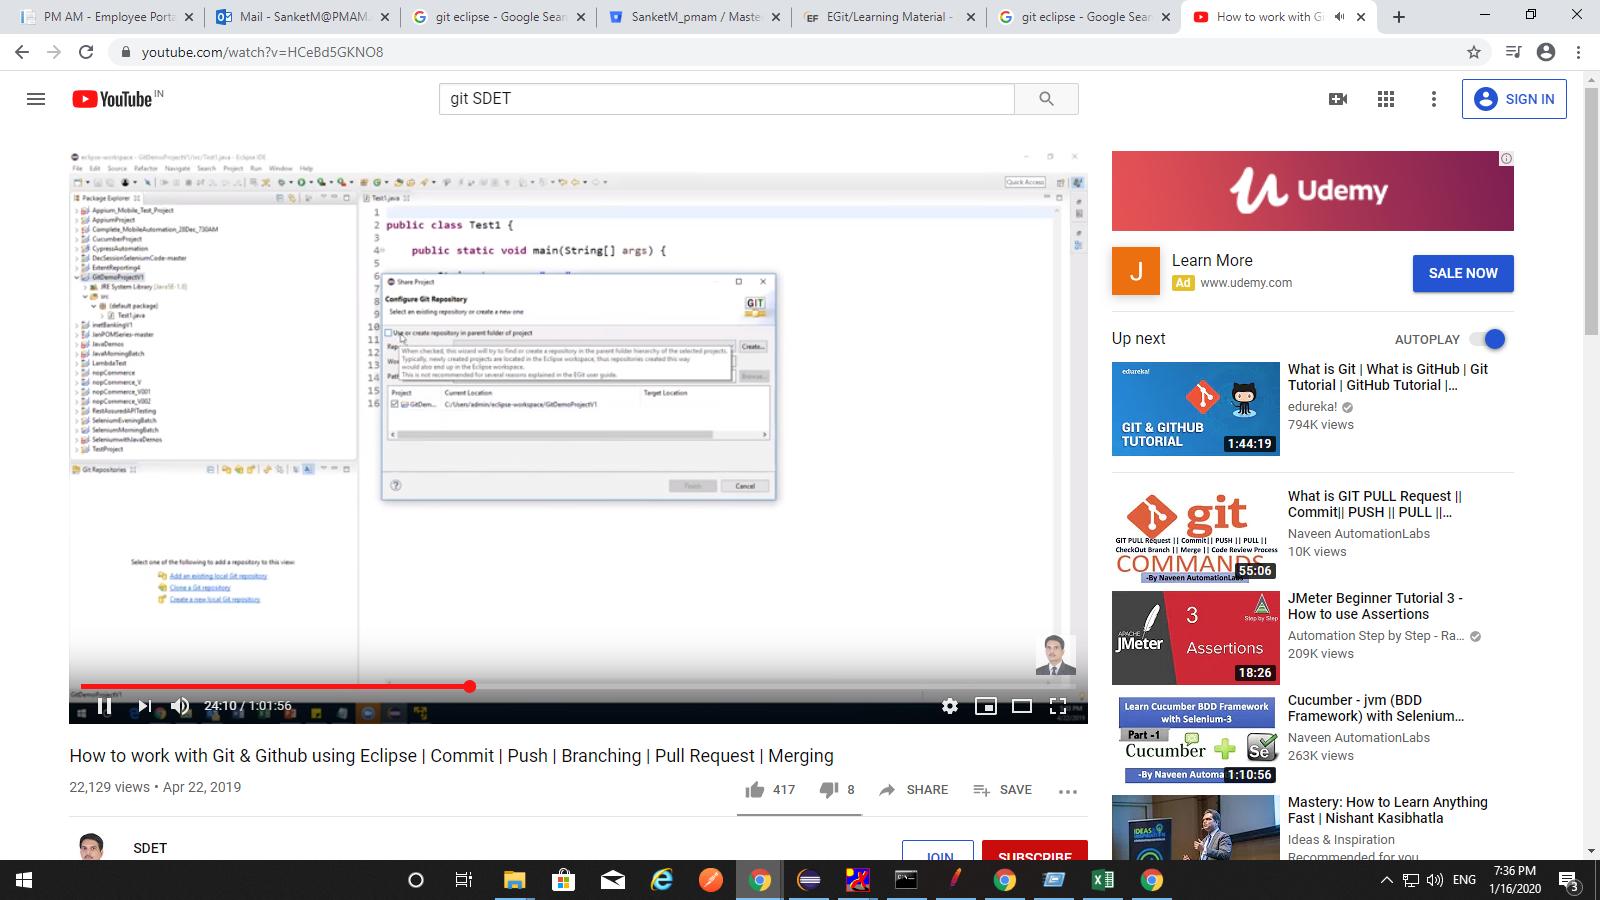 PM AM - Employee Porta
Mail - SanketM@PMAM.
git eclipse - Google Sear
SanketM_pmam / Master
EGit/Learning Material -
git eclipse - Google Sear
How to work with Gi
youtube.com/watch?v=HCeBd5GKNO8
YouTube IN
git SDET
SIGN IN
eclipse-workspace - GitDemoProjectV1/src/Test1.java - Eclipse IDE
File Edit Source Refactor Navigate Search Project Run Window Help
Quick Access
Package Explorer
Test1.java
Appium_Mobile_Test_Project
AppiumProject
Complete_MobileAutomation_28Dec_730AM
CucumberProject
CypressAutomation
DecSessionSeleniumCode-master
ExtentReporting4
GitDemoProjectV1
JRE System Library [JavaSE-1.8]
src
(default package)
Test1.java
inetBankingV1
JanPOMSeries-master
JavaDemos
JavaMorningBatch
LambdaTest
nopCommerce
nopCommerce_V
nopCommerce_V001
nopCommerce_V002
RestAssuredAPITesting
SeleniumEveningBatch
SeleniumMorningBatch
SeleniumwithJavaDemos
TestProject
1
2 public class Test1 {
3
4 public static void main(String[] args) {
5
6
7
8
9
10
11
12
13
14
15
16
Share Project
Configure Git Repository
Select an existing repository or create a new one
GIT
Use or create repository in parent folder of project
Create...
When checked, this wizard will try to find or create a repository in the parent folder hierarchy of the selected projects.
Typically, newly created projects are located in the Eclipse workspace, thus repositories created this way
would also end up in the Eclipse workspace.
This is not recommended for several reasons explained in the EGit user guide.
Browse...
Project Current Location Target Location
GitDem... C:/Users/admin/eclipse-workspace/GitDemoProjectV1
Finish Cancel
Git Repositories
Select one of the following to add a repository to this view:
Add an existing local Git repository
Clone a Git repository
Create a new local Git repository
GitDemoProjectV1
24:10 / 1:01:56
4/22/2019
How to work with Git & Github using Eclipse | Commit | Push | Branching | Pull Request | Merging
22,129 views • Apr 22, 2019
417
8
SHARE
SAVE
SDET
JOIN
SUBSCRIBE
Udemy
J
Learn More
Ad www.udemy.com
SALE NOW
Up next
AUTOPLAY
edureka!
GIT & GITHUB
TUTORIAL
1:44:19
What is Git | What is GitHub | Git
Tutorial | GitHub Tutorial |...
edureka!
794K views
git
GIT PULL Request || Commit|| PUSH || PULL ||
CheckOut Branch || Merge || Code Review Process
COMMANDS
-By Naveen AutomationLabs
55:06
What is GIT PULL Request ||
Commit|| PUSH || PULL ||...
Naveen AutomationLabs
10K views
APACHE
JMeter
3
Assertions
Step by Step
18:26
JMeter Beginner Tutorial 3 -
How to use Assertions
Automation Step by Step - Ra...
209K views
Learn Cucumber BDD Framework
with Selenium-3
Part -1
Cucumber
Se
-By Naveen Automa
1:10:56
Cucumber - jvm (BDD
Framework) with Selenium...
Naveen AutomationLabs
263K views
IDEAS
INSPIRATION
Mastery: How to Learn Anything
Fast | Nishant Kasibhatla
Ideas & Inspiration
Recommended for you
ENG
7:36 PM
1/16/2020
3